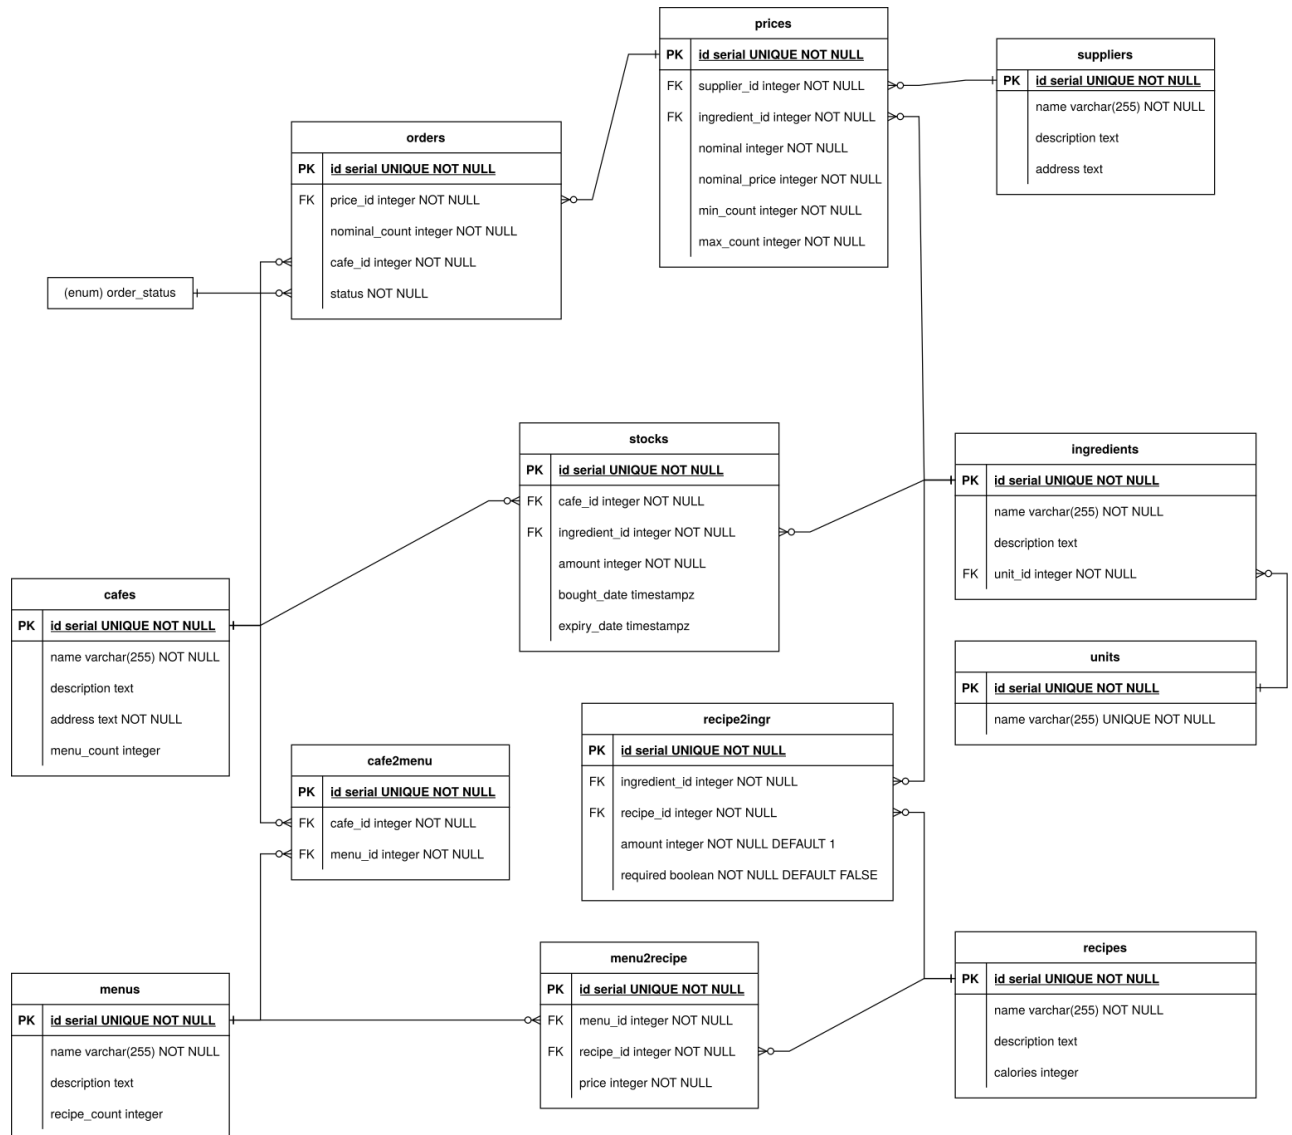 prices
PK id serial UNIQUE NOT NULL
FK supplier_id integer NOT NULL
FK ingredient_id integer NOT NULL
nominal integer NOT NULL
nominal_price integer NOT NULL
min_count integer NOT NULL
max_count integer NOT NULL
suppliers
PK id serial UNIQUE NOT NULL
name varchar(255) NOT NULL
description text
address text
orders
PK id serial UNIQUE NOT NULL
FK price_id integer NOT NULL
nominal_count integer NOT NULL
cafe_id integer NOT NULL
status NOT NULL
(enum) order_status
stocks
PK id serial UNIQUE NOT NULL
FK cafe_id integer NOT NULL
FK ingredient_id integer NOT NULL
amount integer NOT NULL
bought_date timestampz
expiry_date timestampz
ingredients
PK id serial UNIQUE NOT NULL
name varchar(255) NOT NULL
description text
FK unit_id integer NOT NULL
cafes
PK id serial UNIQUE NOT NULL
name varchar(255) NOT NULL
description text
address text NOT NULL
menu_count integer
units
PK id serial UNIQUE NOT NULL
name varchar(255) UNIQUE NOT NULL
recipe2ingr
PK id serial UNIQUE NOT NULL
FK ingredient_id integer NOT NULL
FK recipe_id integer NOT NULL
amount integer NOT NULL DEFAULT 1
required boolean NOT NULL DEFAULT FALSE
cafe2menu
PK id serial UNIQUE NOT NULL
FK cafe_id integer NOT NULL
FK menu_id integer NOT NULL
menu2recipe
PK id serial UNIQUE NOT NULL
FK menu_id integer NOT NULL
FK recipe_id integer NOT NULL
price integer NOT NULL
recipes
PK id serial UNIQUE NOT NULL
name varchar(255) NOT NULL
description text
calories integer
menus
PK id serial UNIQUE NOT NULL
name varchar(255) NOT NULL
description text
recipe_count integer